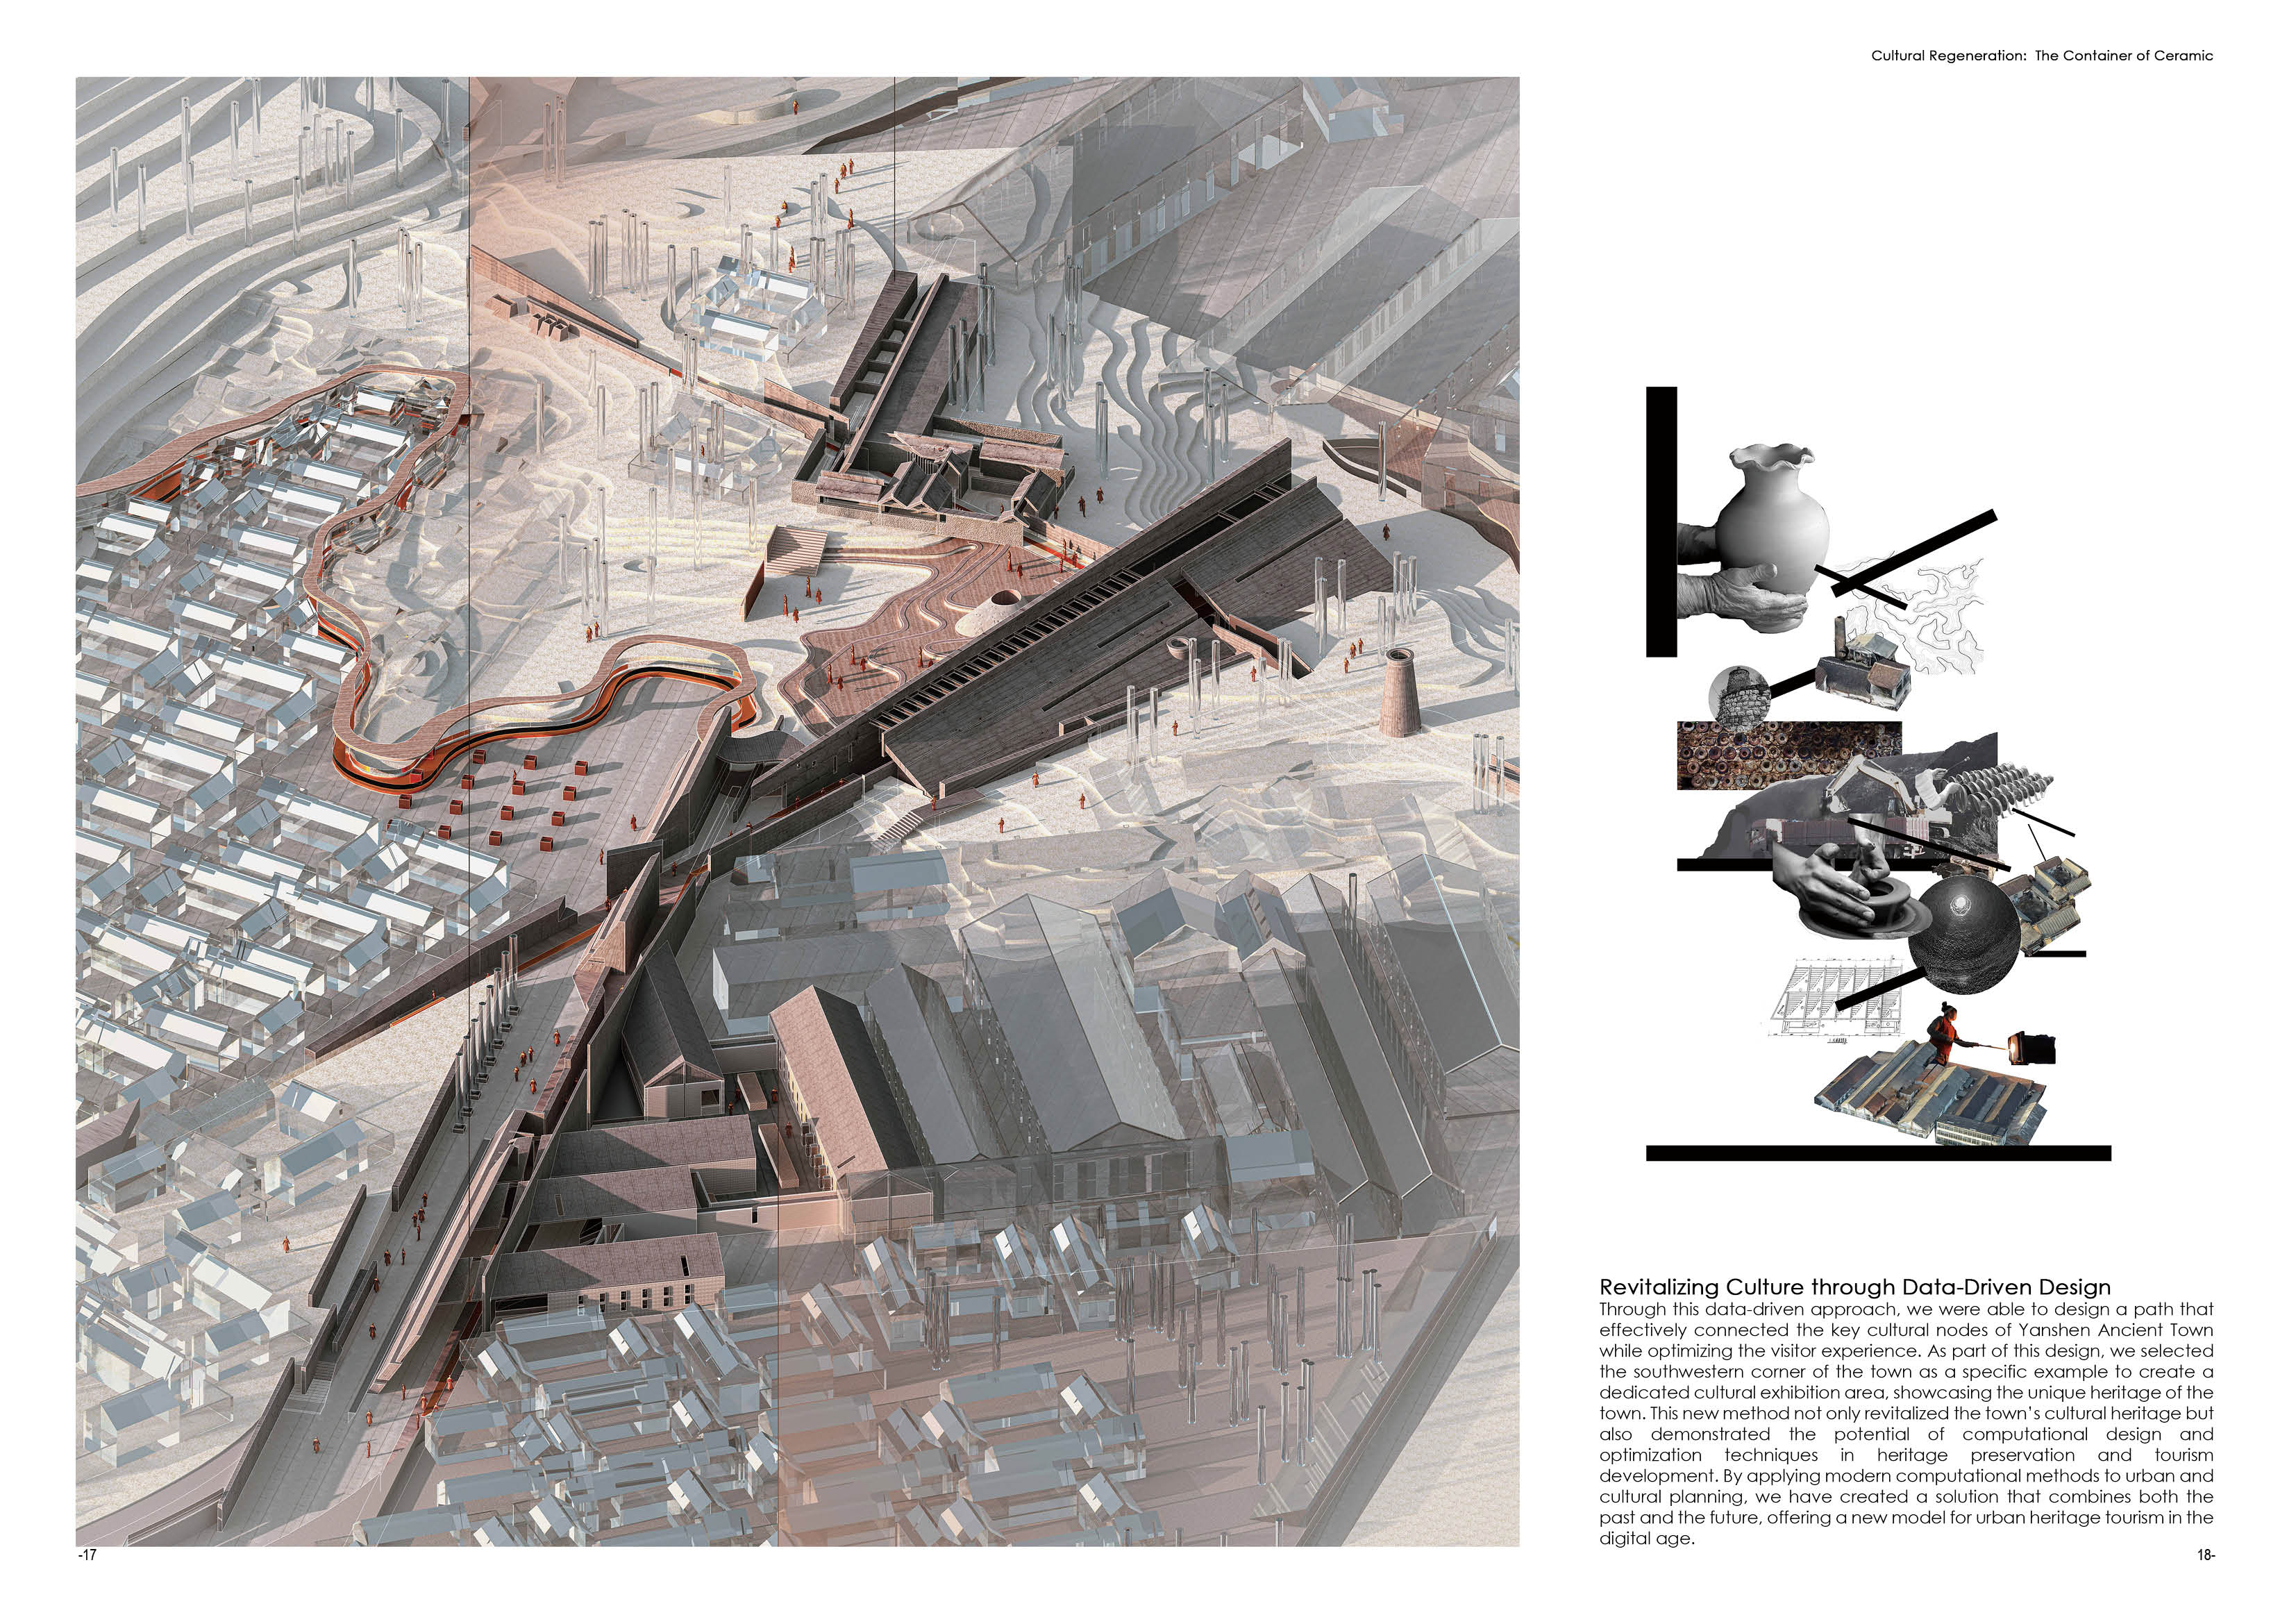 Cultural Regeneration: The Container of Ceramic
Revitalizing Culture through Data-Driven Design
Through this data-driven approach, we were able to design a path that
effectively connected the key cultural nodes of Yanshen Ancient Town
while optimizing the visitor experience. As part of this design, we selected
the southwestern corner of the town as a specific example to create a
dedicated cultural exhibition area, showcasing the unique heritage of the
town. This new method not only revitalized the town's cultural heritage but
also demonstrated the potential of computational design and
optimization techniques in heritage preservation and tourism
development. By applying modern computational methods to urban and
cultural planning, we have created a solution that combines both the
past and the future, offering a new model for urban heritage tourism in the
digital age.
-17
18-